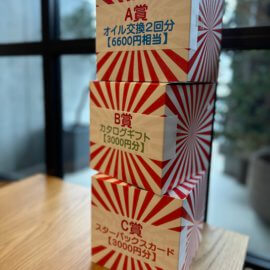 A賞
オイル交換2回分
【6600円相当】
B賞
カタログギフト
【3000円分】
C賞
スターバックスカード
【3000円分】